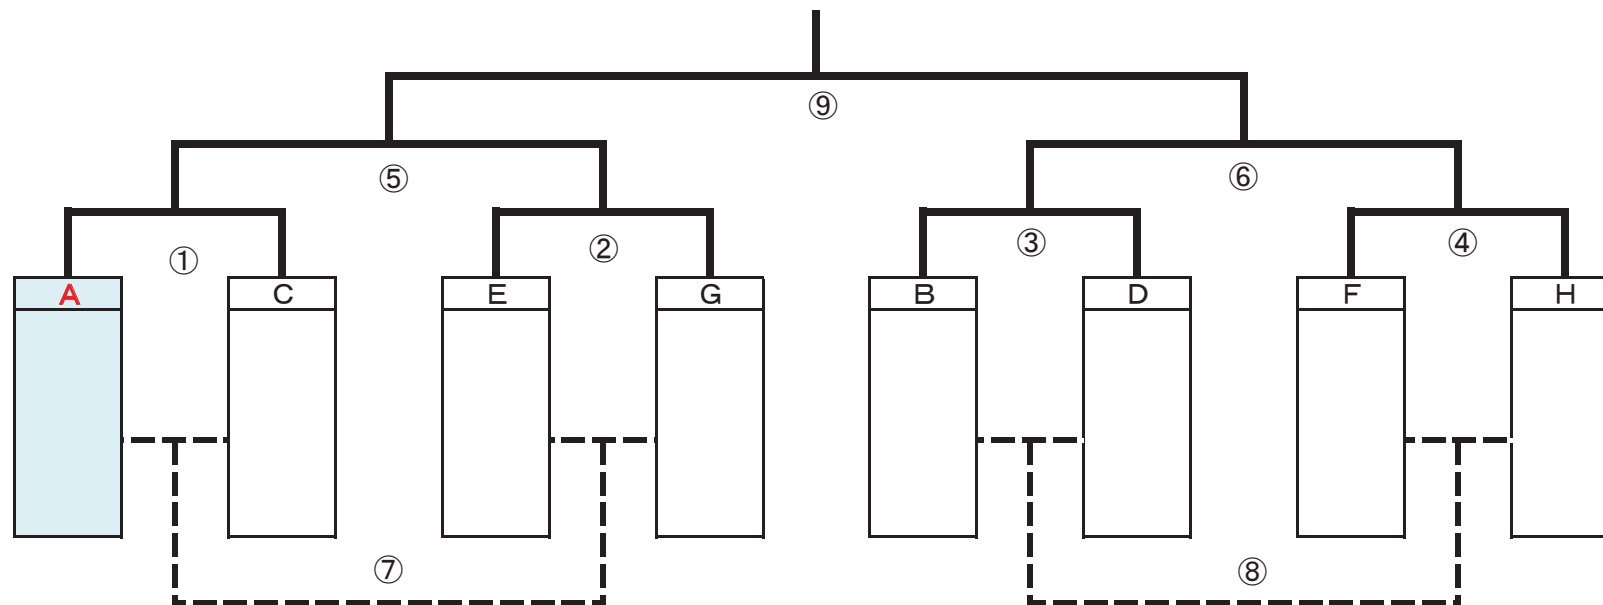 ⑨
⑤ ⑥
① ② ③ ④
A C E G B D F H
⑦ ⑧